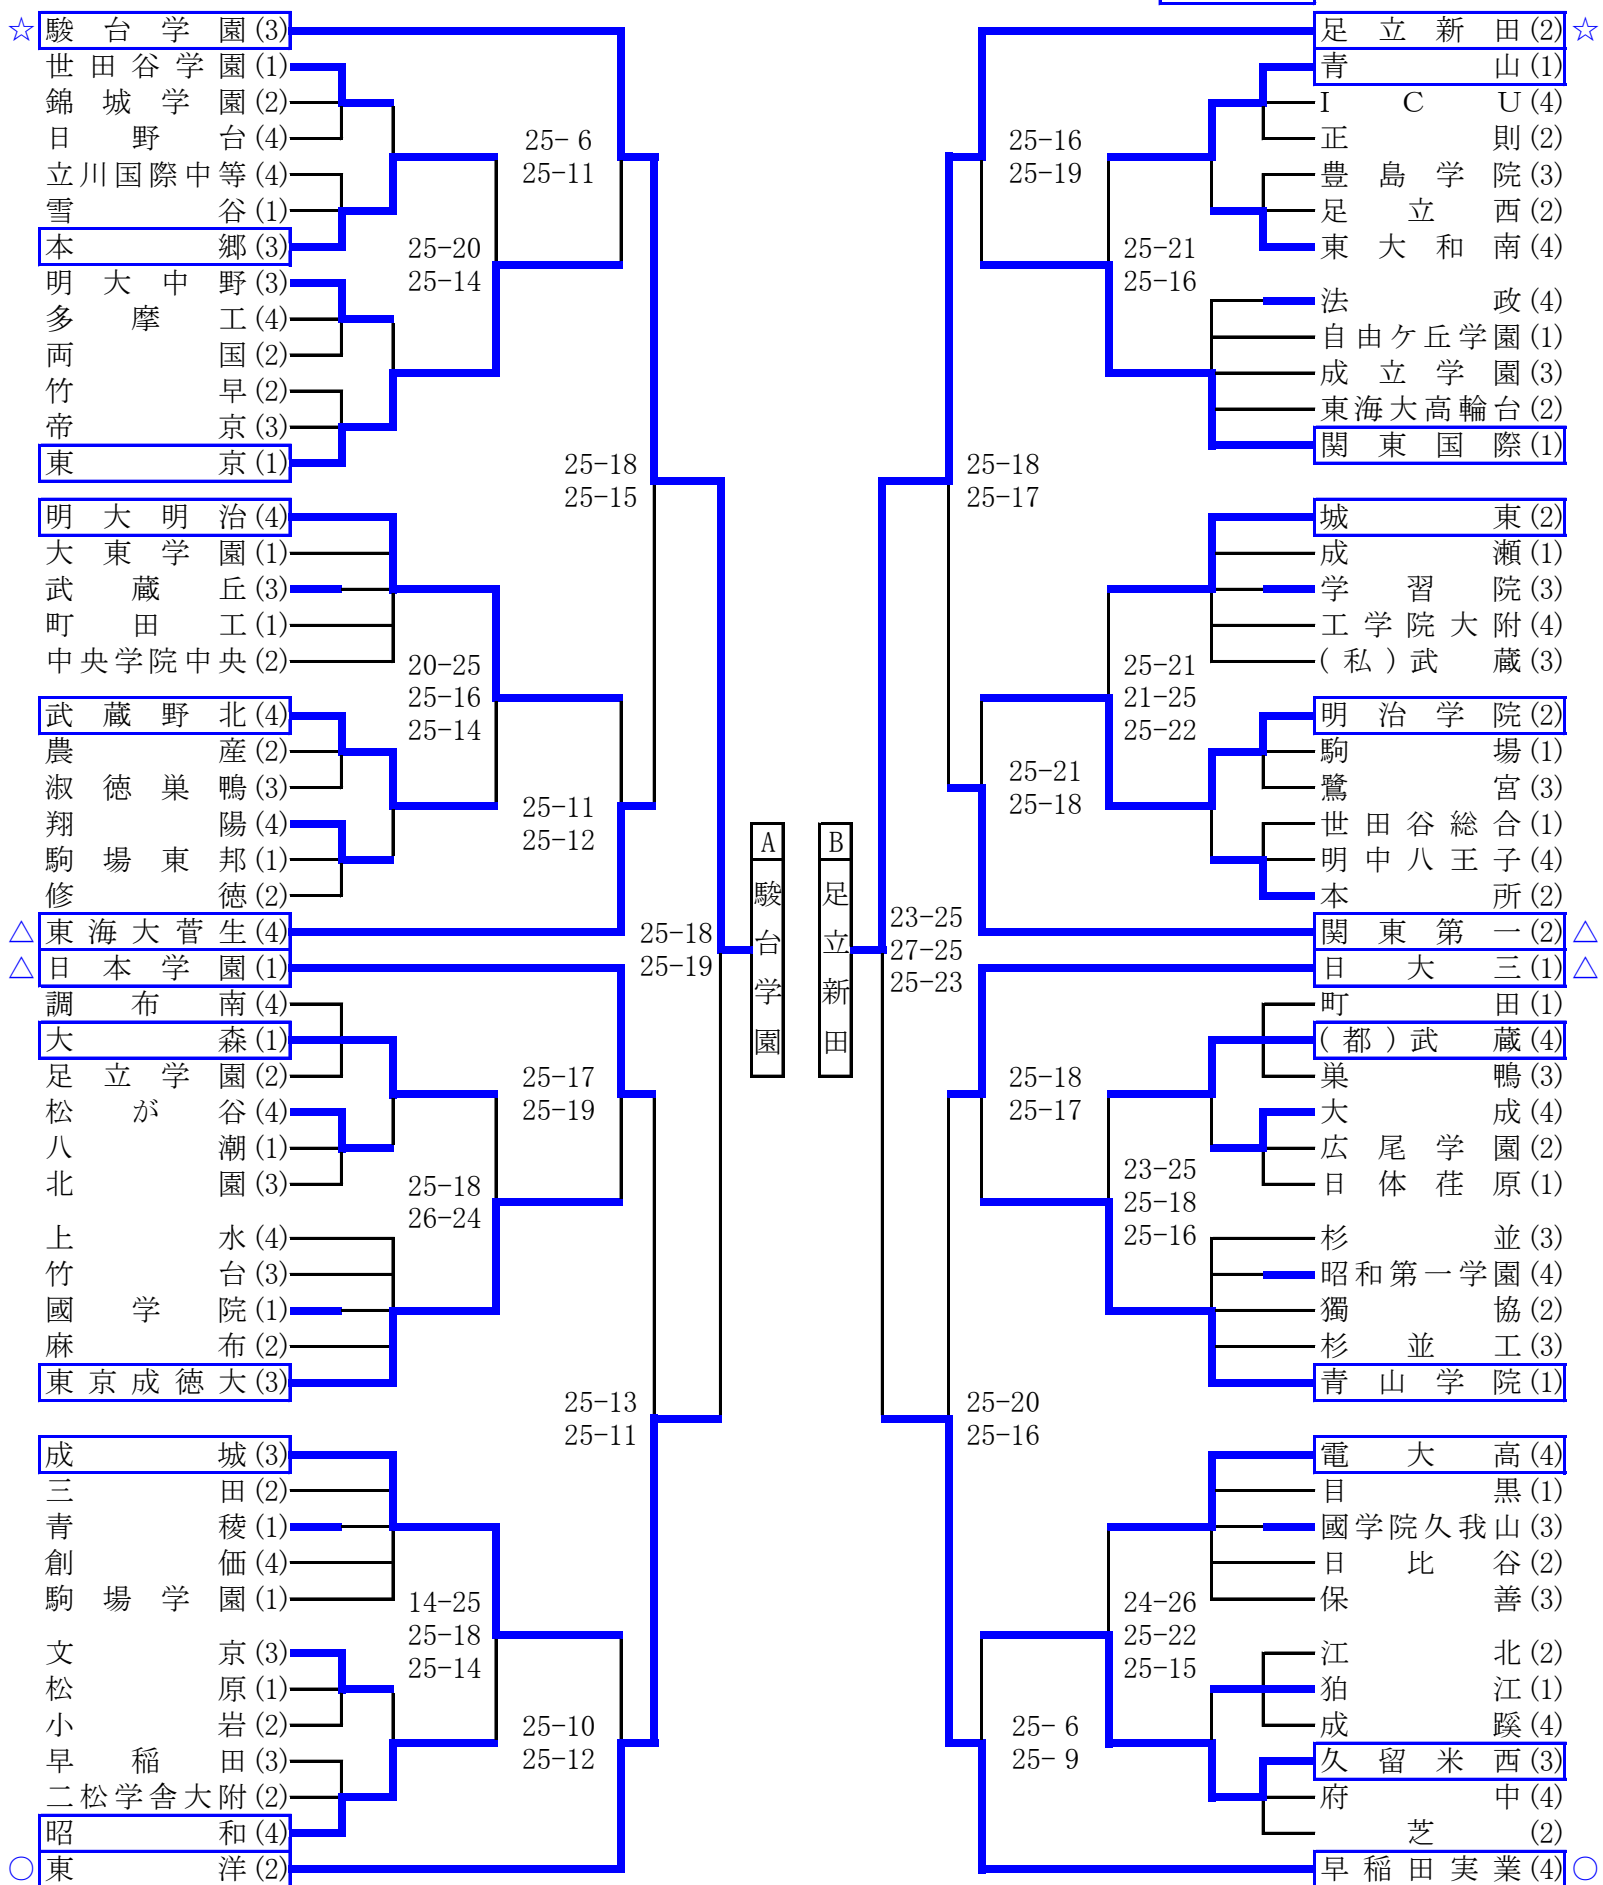 ☆駿台学園(3)
世田谷学園(1)
錦城学園(2)
日野台(4)
立川国際中等(4)
雪谷(1)
本郷(3)
明大中野(3)
多摩工(4)
両国(2)
竹早(2)
帝京(3)
東京(1)
明大明治(4)
大東学園(1)
武蔵丘(3)
町田工(1)
中央学院中央(2)
武蔵野北(4)
農産(2)
淑徳巣鴨(3)
翔陽(4)
駒場東邦(1)
修徳(2)
△東海大菅生(4)
△日本学園(1)
調布南(4)
大森(1)
足立学園(2)
松が谷(4)
八潮(1)
北園(3)
上水(4)
竹台(3)
國学院(1)
麻布(2)
東京成徳大(3)
成城(3)
三田(2)
青稜(1)
創価(4)
駒場学園(1)
文京(3)
松原(1)
小岩(2)
早稲田(3)
二松学舎大附(2)
昭和(4)
○東洋(2)
25-20
25-14
20-25
25-16
25-14
25-18
26-24
14-25
25-18
25-14
25- 6
25-11
25-11
25-12
25-17
25-19
25-10
25-12
25-18
25-15
25-13
25-11
25-18
25-19
A
駿台学園
B
足立新田
23-25
27-25
25-23
25-18
25-17
25-20
25-16
25-16
25-19
25-21
25-18
25-18
25-17
25- 6
25- 9
25-21
25-16
25-21
21-25
25-22
23-25
25-18
25-16
24-26
25-22
25-15
足立新田(2)☆
青山(1)
ICU(4)
正則(2)
豊島学院(3)
足立西(2)
東大和南(4)
法政(4)
自由ケ丘学園(1)
成立学園(3)
東海大高輪台(2)
関東国際(1)
城東(2)
成瀬(1)
学習院(3)
工学院大附(4)
(私)武蔵(3)
明治学院(2)
駒場(1)
鷺宮(3)
世田谷総合(1)
明中八王子(4)
本所(2)
関東第一(2)△
日大三(1)△
町田(1)
(都)武蔵(4)
巣鴨(3)
大成(4)
広尾学園(2)
日体荏原(1)
杉並(3)
昭和第一学園(4)
獨協(2)
杉並工(3)
青山学院(1)
電大高(4)
目黒(1)
國学院久我山(3)
日比谷(2)
保善(3)
江北(2)
狛江(1)
成蹊(4)
久留米西(3)
府中(4)
芝(2)
早稲田実業(4)○